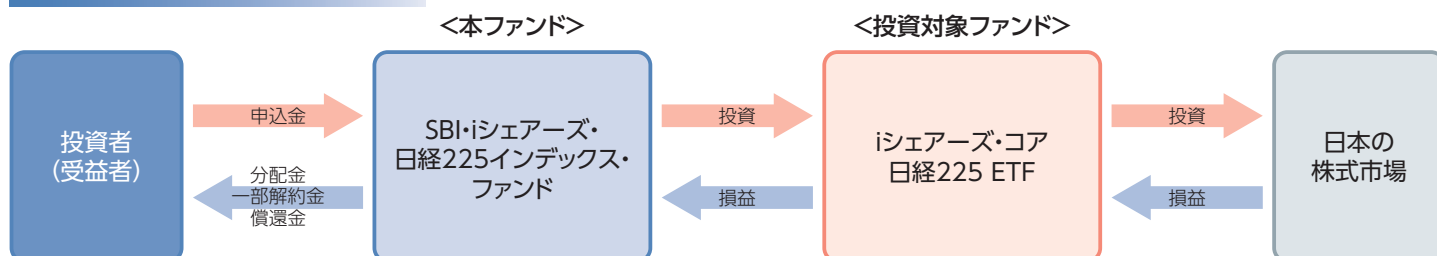 <本ファンド>
<投資対象ファンド>
投資者
(受益者)
申込金
分配金
一部解約金
償還金
SBI・iシェアーズ・
日経225インデックス・
ファンド
投資
損益
iシェアーズ・コア
日経225 ETF
投資
損益
日本の
株式市場